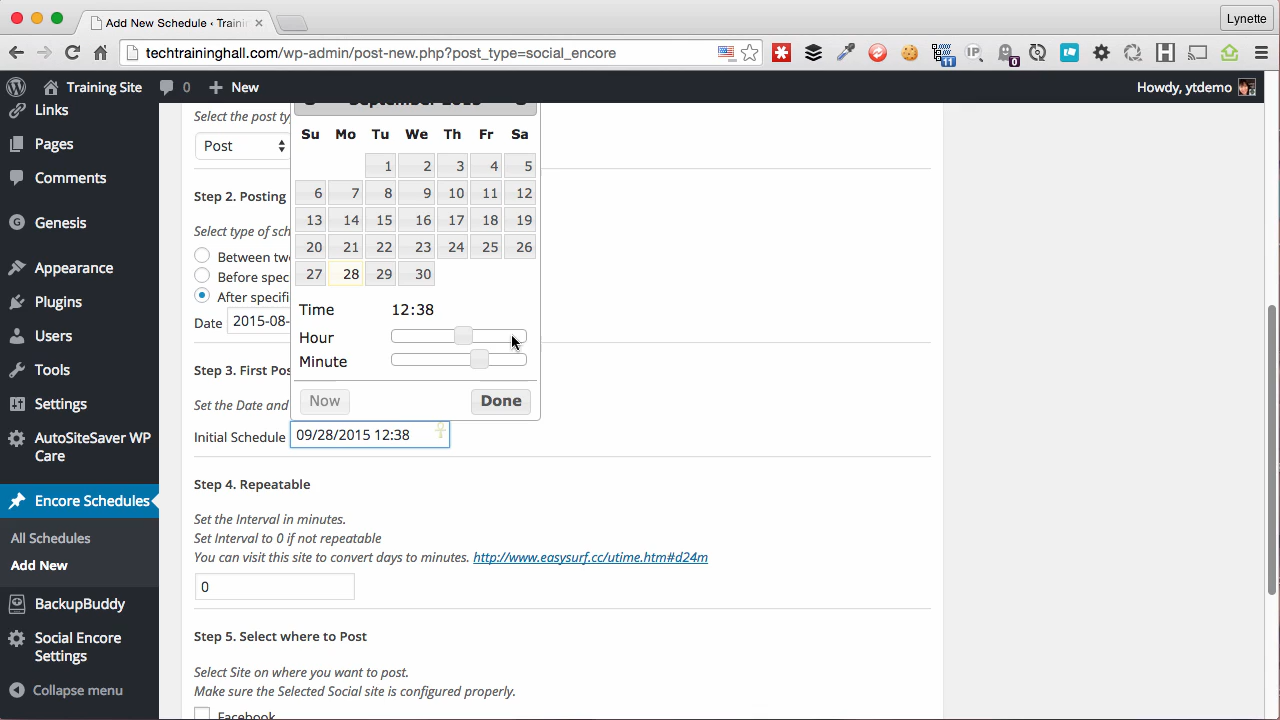 Add New Schedule ‹ Traini
Lynette
techtraininghall.com/wp-admin/post-new.php?post_type=social_encore
11
IP
0
Training Site
0
New
Howdy, ytdemo
Links
Pages
Comments
Genesis
Appearance
Plugins
Users
Tools
Settings
AutoSiteSaver WP
Care
Encore Schedules
All Schedules
Add New
BackupBuddy
Social Encore
Settings
Collapse menu
Select the post ty
Post
Step 2. Posting
Select type of sch
Between tw
Before spec
After specifi
Date 2015-08-
Step 3. First Pos
Set the Date and
Initial Schedule 09/28/2015 12:38
September 2015
Su Mo Tu We Th Fr Sa
1 2 3 4 5
6 7 8 9 10 11 12
13 14 15 16 17 18 19
20 21 22 23 24 25 26
27 28 29 30
Time 12:38
Hour
Minute
Now Done
Step 4. Repeatable
Set the Interval in minutes.
Set Interval to 0 if not repeatable
You can visit this site to convert days to minutes. http://www.easysurf.cc/utime.htm#d24m
0
Step 5. Select where to Post
Select Site on where you want to post.
Make sure the Selected Social site is configured properly.
Facebook